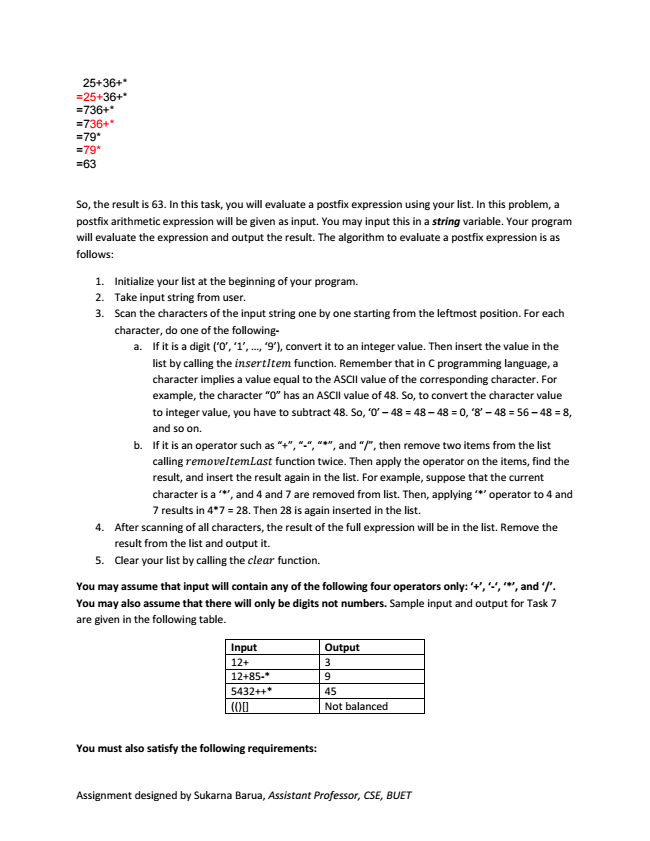 25+36+*
=25+36+*
=736+*
=736+*
=79*
=79*
=63
So, the result is 63. In this task, you will evaluate a postfix expression using your list. In this problem, a
postfix arithmetic expression will be given as input. You may input this in a string variable. Your program
will evaluate the expression and output the result. The algorithm to evaluate a postfix expression is as
follows:
1. Initialize your list at the beginning of your program.
2. Take input string from user.
3. Scan the characters of the input string one by one starting from the leftmost position. For each
character, do one of the following-
a. If it is a digit ('0', '1', …, '9'), convert it to an integer value. Then insert the value in the
list by calling the insertItem function. Remember that in C programming language, a
character implies a value equal to the ASCII value of the corresponding character. For
example, the character "0" has an ASCII value of 48. So, to convert the character value
to integer value, you have to subtract 48. So, '0' – 48 = 48 – 48 = 0, '8' – 48 = 56 – 48 = 8,
and so on.
b. If it is an operator such as "+", "-", "*", and "/", then remove two items from the list
calling removeItemLast function twice. Then apply the operator on the items, find the
result, and insert the result again in the list. For example, suppose that the current
character is a '*', and 4 and 7 are removed from list. Then, applying '*' operator to 4 and
7 results in 4*7 = 28. Then 28 is again inserted in the list.
4. After scanning of all characters, the result of the full expression will be in the list. Remove the
result from the list and output it.
5. Clear your list by calling the clear function.
You may assume that input will contain any of the following four operators only: '+', '-', '*', and '/'.
You may also assume that there will only be digits not numbers. Sample input and output for Task 7
are given in the following table.
Input Output
12+ 3
12+85-* 9
5432++* 45
(()[] Not balanced
You must also satisfy the following requirements:
Assignment designed by Sukarna Barua, Assistant Professor, CSE, BUET